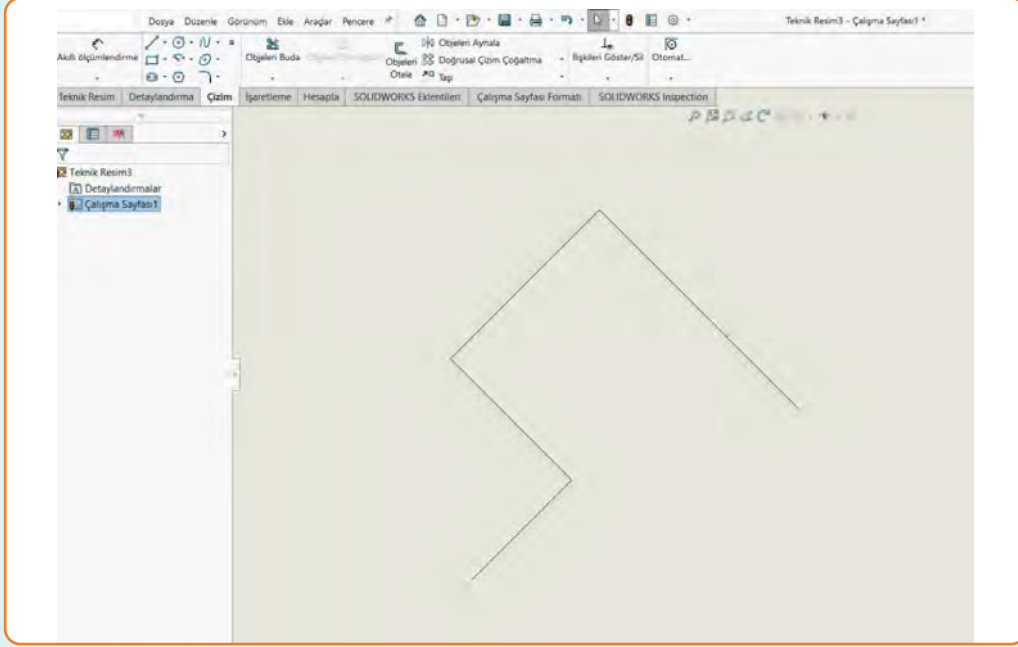 Dosya Düzenle Görünüm Ekle Araçlar Pencere
Teknik Resim3 - Çalışma Sayfası1 *
Akıllı ölçümlendirme
Objeleri Buda
Objeleri Ötele
Objeleri Aynala
Doğrusal Çizim Çoğaltma
Taşı
İlişkileri Göster/Sil
Otomat...
Teknik Resim Detaylandırma Çizim İşaretleme Hesapla SOLIDWORKS Eklentileri Çalışma Sayfası Formatı SOLIDWORKS Inspection
Teknik Resim3
Detaylandırmalar
Çalışma Sayfası1